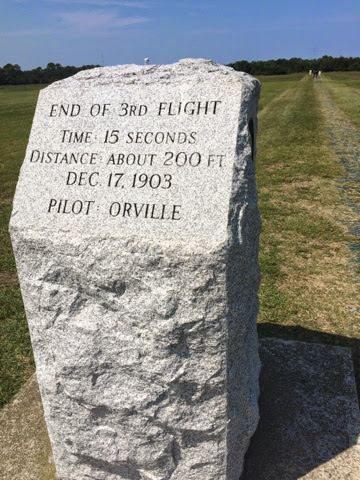 END OF 3RD FLIGHT
TIME: 15 SECONDS
DISTANCE: ABOUT 200 FT
DEC. 17, 1903
PILOT: ORVILLE